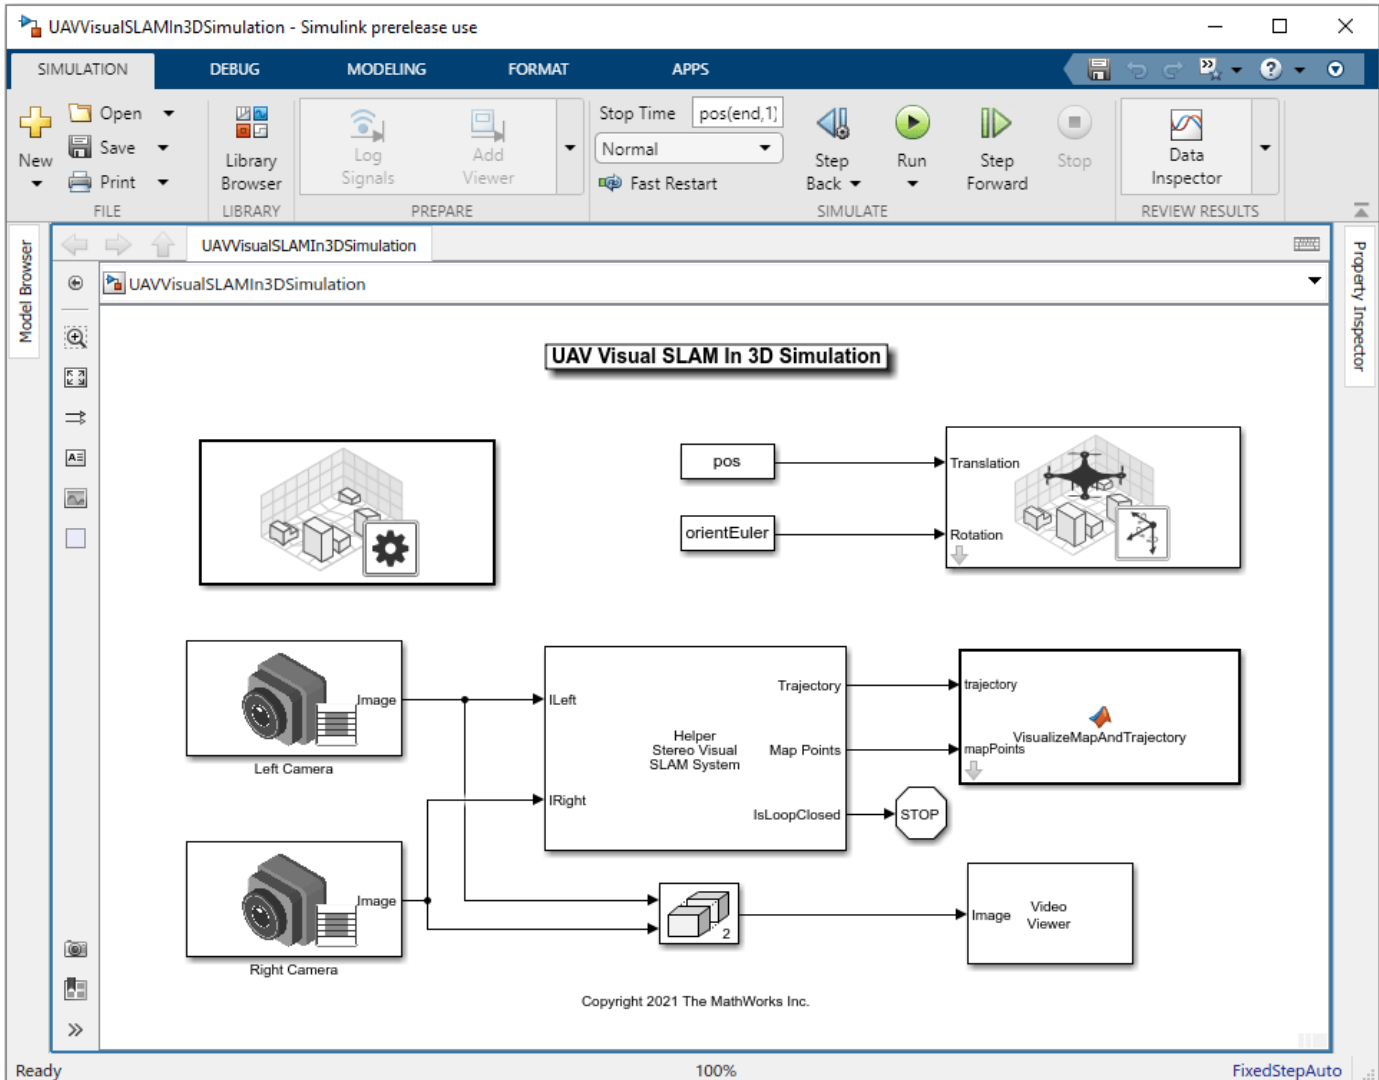 UAVVisualSLAMIn3DSimulation - Simulink prerelease use
SIMULATION DEBUG MODELING FORMAT APPS
New
Open
Save
Print
FILE
Library
Browser
LIBRARY
Log
Signals
Add
Viewer
PREPARE
Stop Time pos(end,1)
Normal
Fast Restart
Step
Back
Run
Step
Forward
Stop
SIMULATE
Data
Inspector
REVIEW RESULTS
Model Browser
UAVVisualSLAMIn3DSimulation
UAVVisualSLAMIn3DSimulation
Property Inspector
UAV Visual SLAM In 3D Simulation
pos
orientEuler
Translation
Rotation
Image
Left Camera
Image
Right Camera
ILeft
IRight
Helper
Stereo Visual
SLAM System
Trajectory
Map Points
IsLoopClosed
trajectory
VisualizeMapAndTrajectory
mapPoints
STOP
2
Image
Video
Viewer
Copyright 2021 The MathWorks Inc.
Ready 100% FixedStepAuto